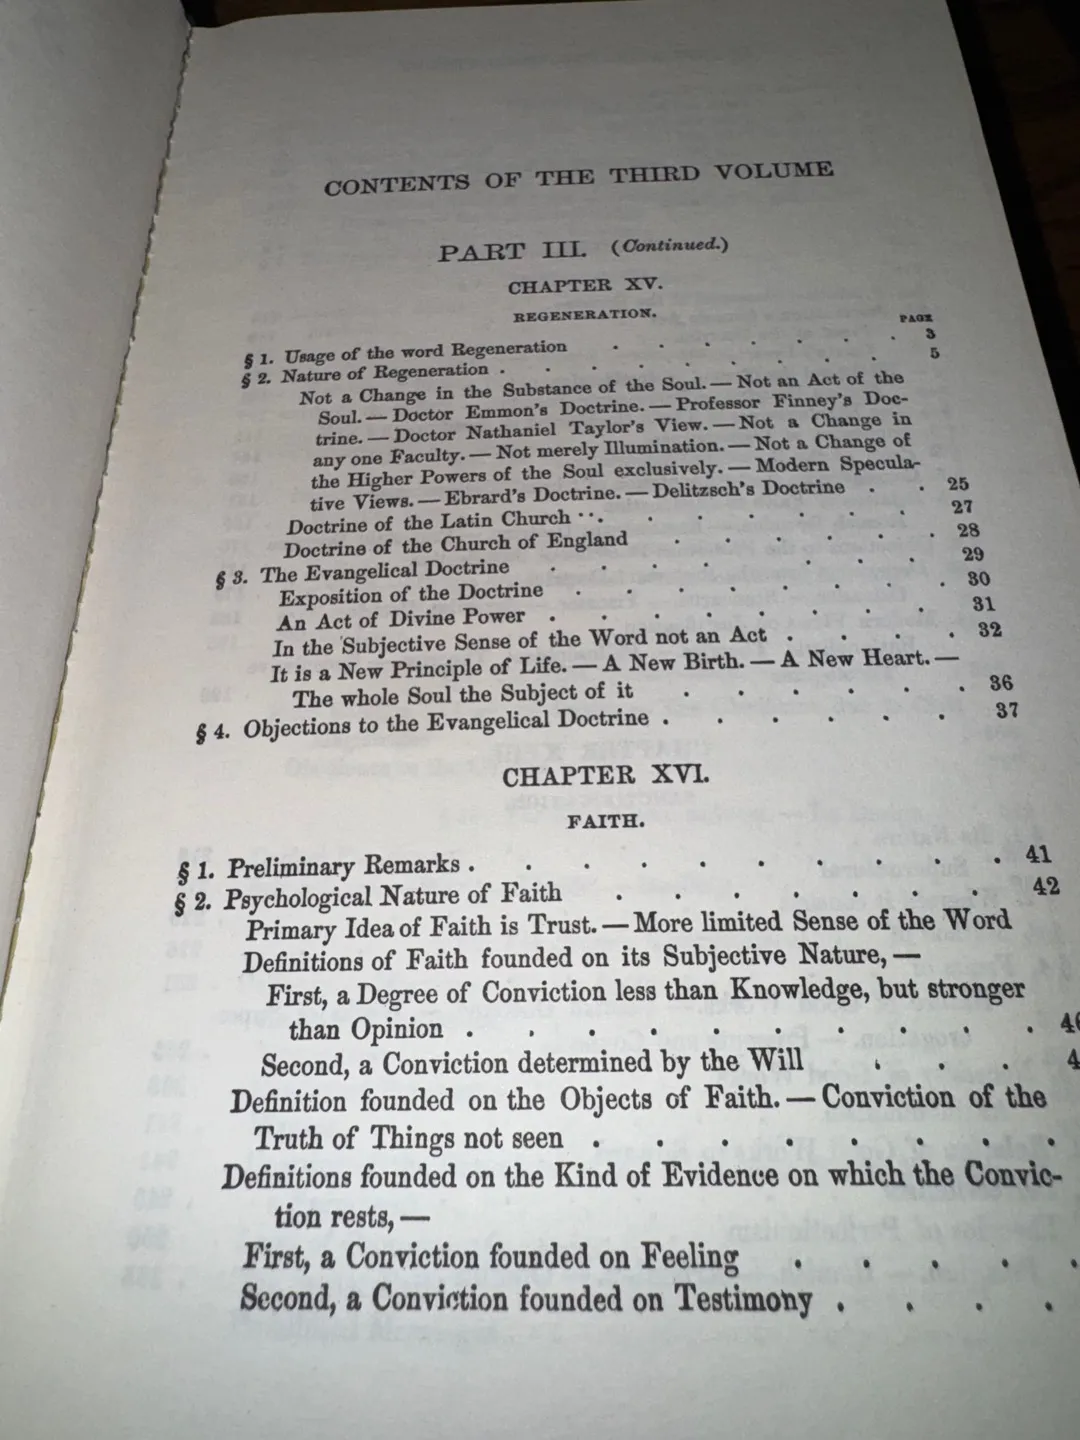 CONTENTS OF THE THIRD VOLUME
PART III. (Continued.)
CHAPTER XV.
REGENERATION.
PAGE
§ 1. Usage of the word Regeneration . . . . . . . 3
§ 2. Nature of Regeneration . . . . . . . . . 5
Not a Change in the Substance of the Soul. — Not an Act of the
Soul. — Doctor Emmon's Doctrine. — Professor Finney's Doc-
trine. — Doctor Nathaniel Taylor's View. — Not a Change in
any one Faculty. — Not merely Illumination. — Not a Change of
the Higher Powers of the Soul exclusively. — Modern Specula-
tive Views. — Ebrard's Doctrine. — Delitzsch's Doctrine . . 25
Doctrine of the Latin Church . . . . . . . 27
Doctrine of the Church of England . . . . . . 28
§ 3. The Evangelical Doctrine . . . . . . . 29
Exposition of the Doctrine . . . . . . . . 30
An Act of Divine Power . . . . . . . . 31
In the Subjective Sense of the Word not an Act . . . . 32
It is a New Principle of Life. — A New Birth. — A New Heart. —
The whole Soul the Subject of it . . . . . . 36
§ 4. Objections to the Evangelical Doctrine . . . . . . 37
CHAPTER XVI.
FAITH.
§ 1. Preliminary Remarks . . . . . . . . . . 41
§ 2. Psychological Nature of Faith . . . . . . . 42
Primary Idea of Faith is Trust. — More limited Sense of the Word
Definitions of Faith founded on its Subjective Nature, —
First, a Degree of Conviction less than Knowledge, but stronger
than Opinion . . . . . . . . . .
Second, a Conviction determined by the Will . . .
Definition founded on the Objects of Faith. — Conviction of the
Truth of Things not seen . . . . . . . .
Definitions founded on the Kind of Evidence on which the Convic-
tion rests, —
First, a Conviction founded on Feeling . . . . .
Second, a Conviction founded on Testimony . . . .